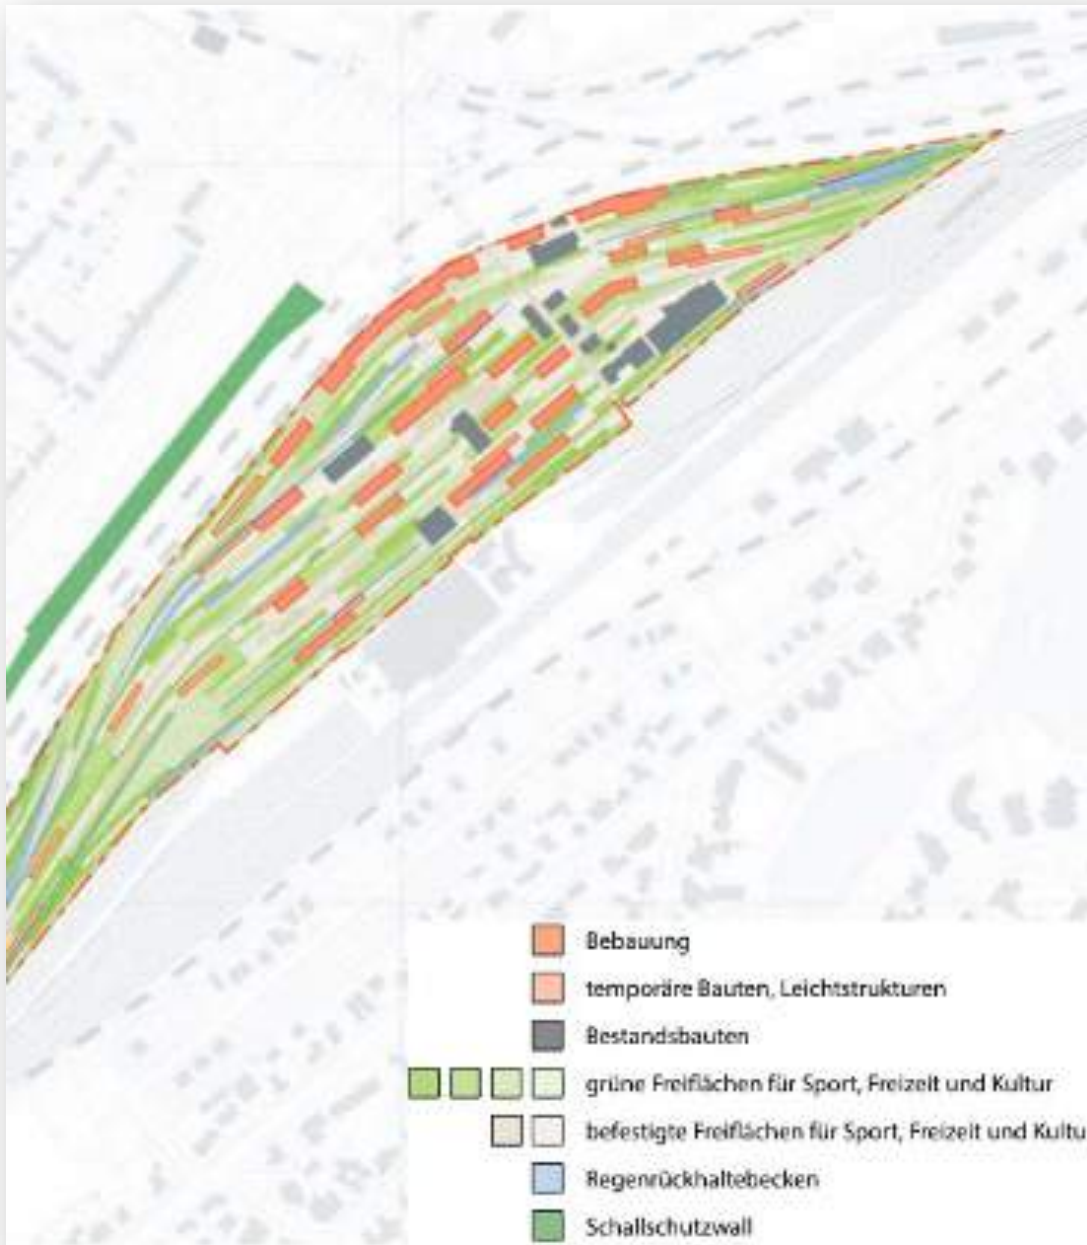 Bebauung
temporäre Bauten, Leichtstrukturen
Bestandsbauten
grüne Freiflächen für Sport, Freizeit und Kultur
befestigte Freiflächen für Sport, Freizeit und Kultu
Regenrückhaltebecken
Schallschutzwall